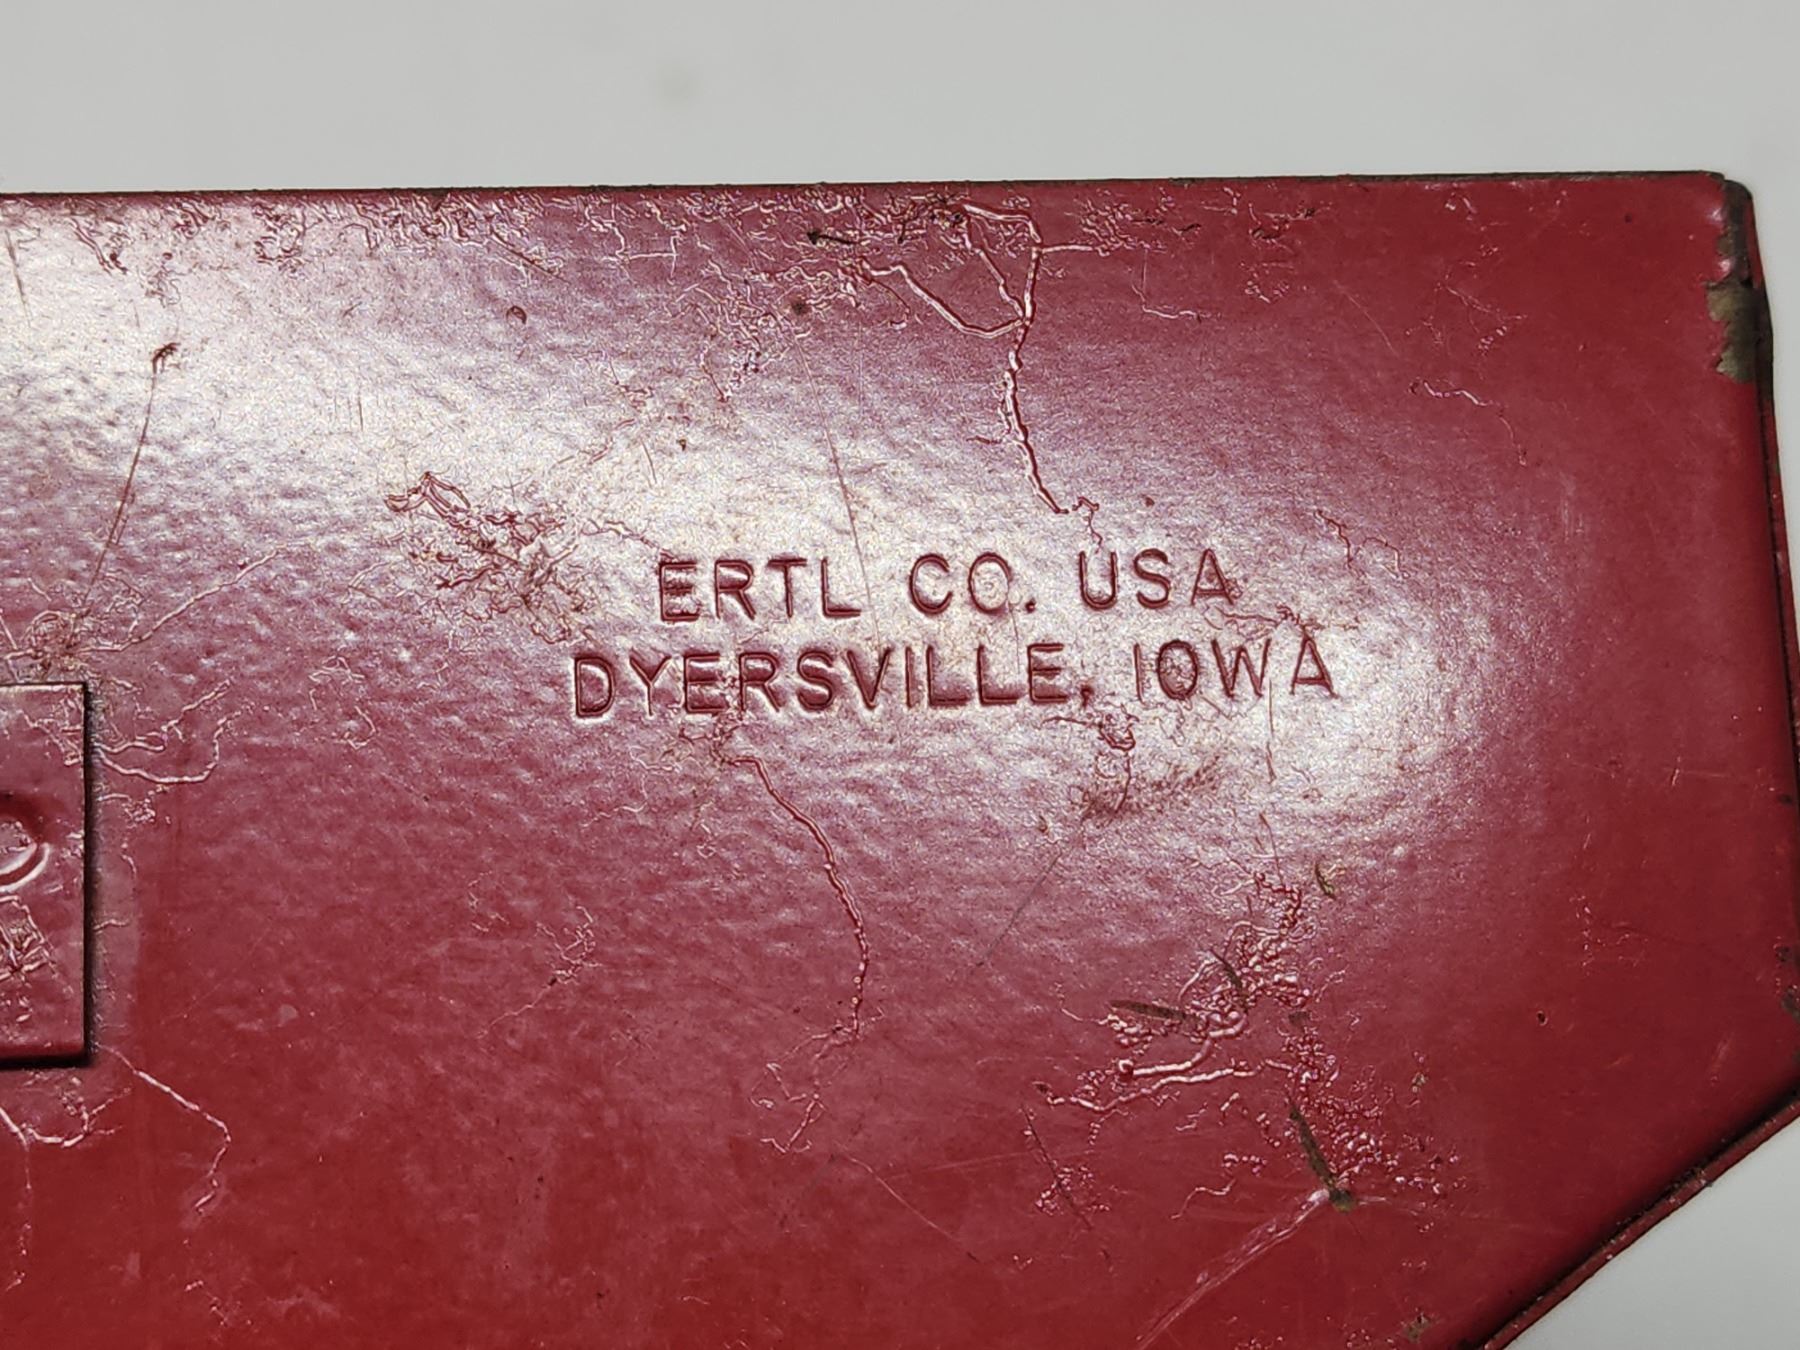 ERTL CO. USA
DYERSVILLE, IOWA